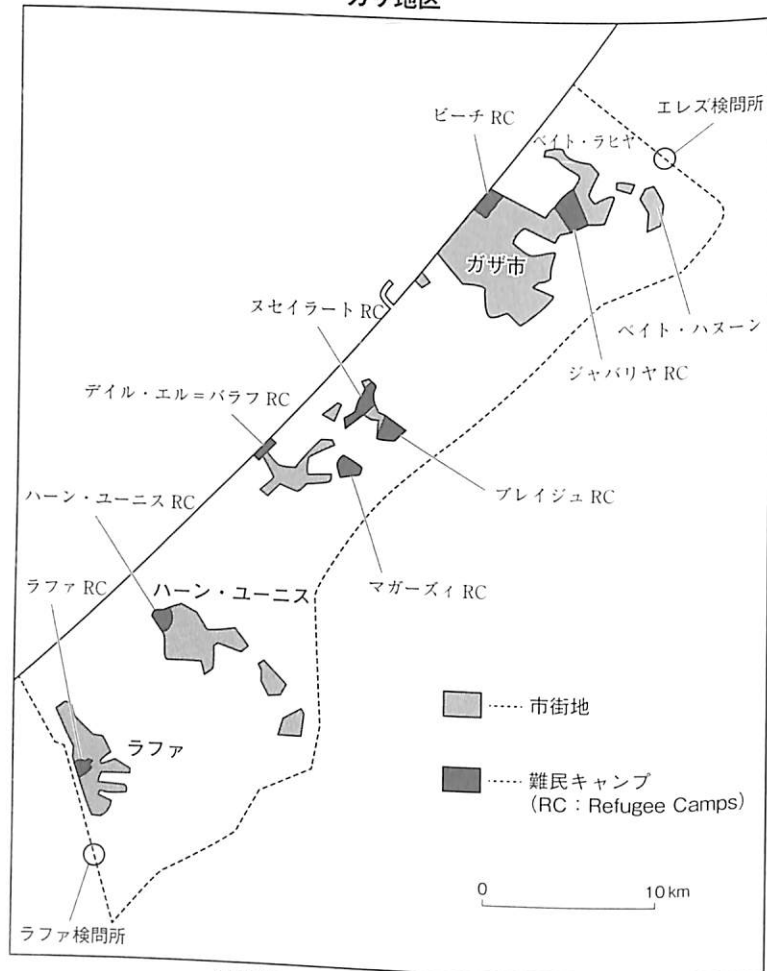 ガザ地区
エレズ検問所
ビーチ RC
ベイト・ラヒヤ
ガザ市
ヌセイラート RC
ベイト・ハヌーン
ジャバリヤ RC
デイル・エル=バラフ RC
ブレイジュ RC
ハーン・ユーニス RC
マガーズィ RC
ラファ RC
ハーン・ユーニス
市街地
ラファ
難民キャンプ
(RC：Refugee Camps)
0 10km
ラファ検問所